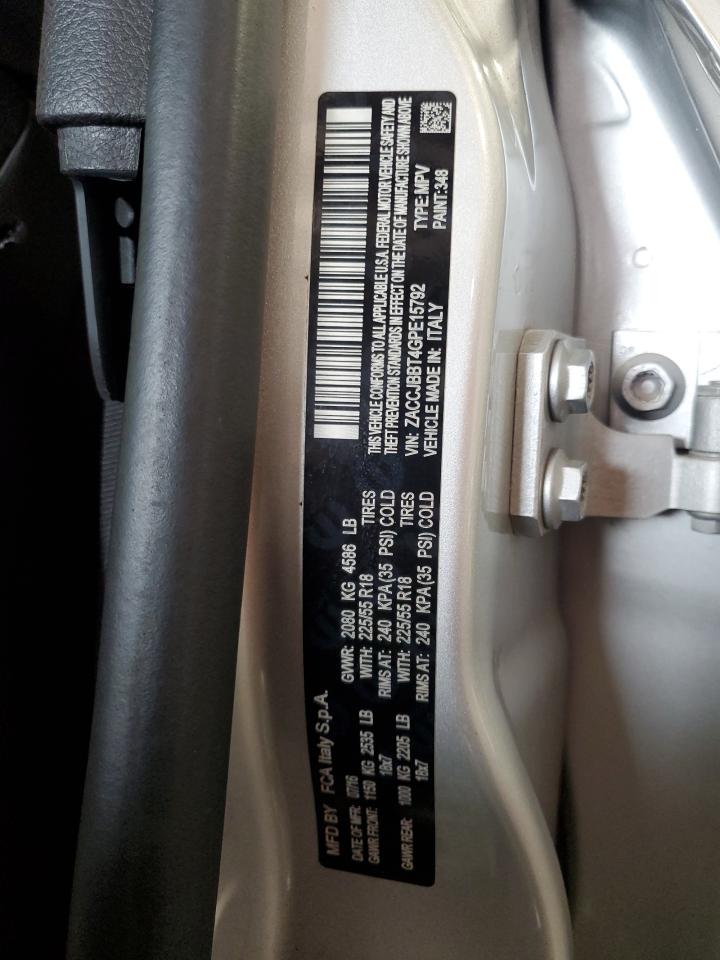 MFD BY FCA Italy S.p.A.
DATE OF MFR: 07/16 GVWR: 2080 KG 4586 LB
GAWR FRONT: 1150 KG 2535 LB WITH: 225/55 R18 TIRES
18x7 RIMS AT: 240 KPA(35 PSI) COLD
GAWR REAR: 1000 KG 2205 LB WITH: 225/55 R18 TIRES
18x7 RIMS AT: 240 KPA(35 PSI) COLD
THIS VEHICLE CONFORMS TO ALL APPLICABLE U.S.A. FEDERAL MOTOR VEHICLE SAFETY AND
THEFT PREVENTION STANDARDS IN EFFECT ON THE DATE OF MANUFACTURE SHOWN ABOVE
VIN: ZACCJBBT4GPE15792 TYPE: MPV
VEHICLE MADE IN: ITALY PAINT: 348